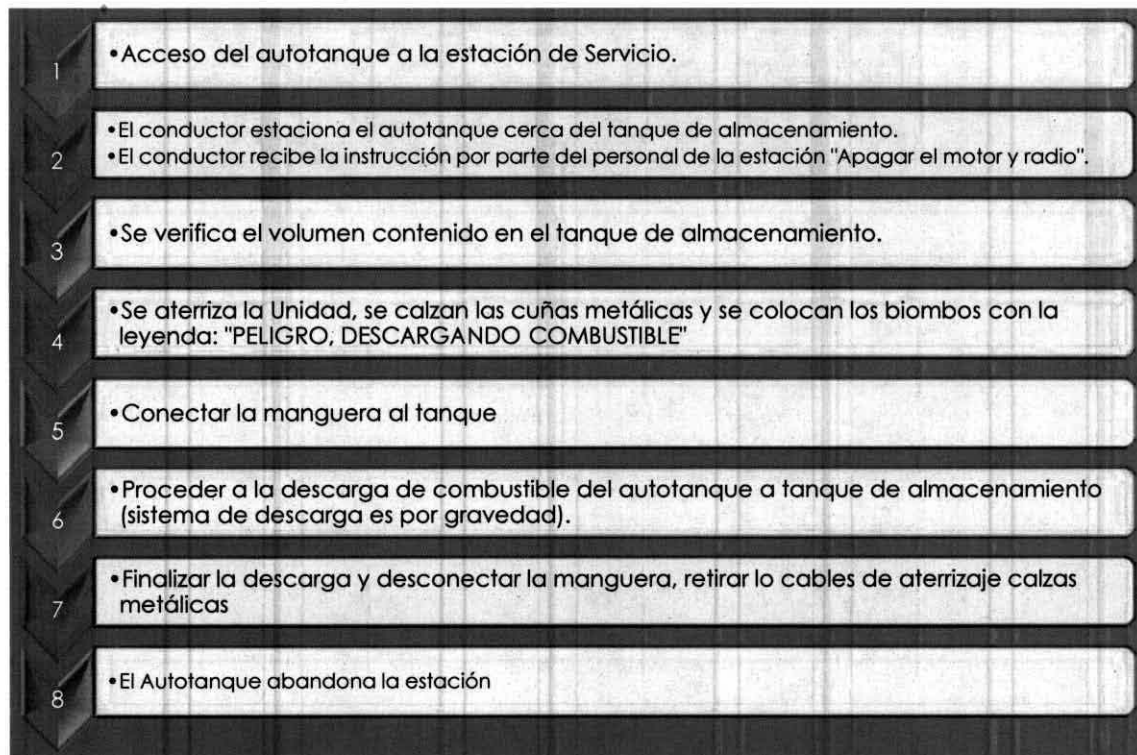 1
•Acceso del autotanque a la estación de Servicio.
2
•El conductor estaciona el autotanque cerca del tanque de almacenamiento.
•El conductor recibe la instrucción por parte del personal de la estación "Apagar el motor y radio".
3
•Se verifica el volumen contenido en el tanque de almacenamiento.
4
•Se aterriza la Unidad, se calzan las cuñas metálicas y se colocan los biombos con la
leyenda: "PELIGRO, DESCARGANDO COMBUSTIBLE"
5
•Conectar la manguera al tanque
6
•Proceder a la descarga de combustible del autotanque a tanque de almacenamiento
(sistema de descarga es por gravedad).
7
•Finalizar la descarga y desconectar la manguera, retirar lo cables de aterrizaje calzas
metálicas
8
•El Autotanque abandona la estación